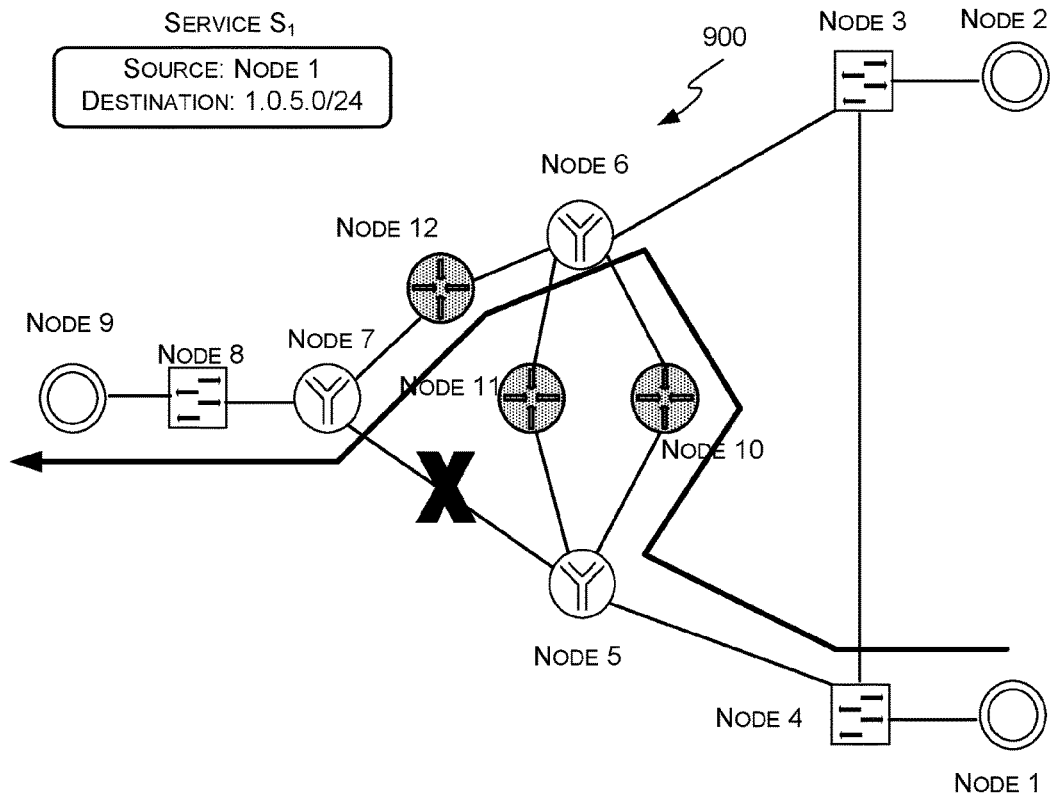 SERVICE S1
SOURCE: NODE 1
DESTINATION: 1.0.5.0/24
900
NODE 3
NODE 2
NODE 6
NODE 12
NODE 9
NODE 8
NODE 7
NODE 11
NODE 10
X
NODE 5
NODE 4
NODE 1